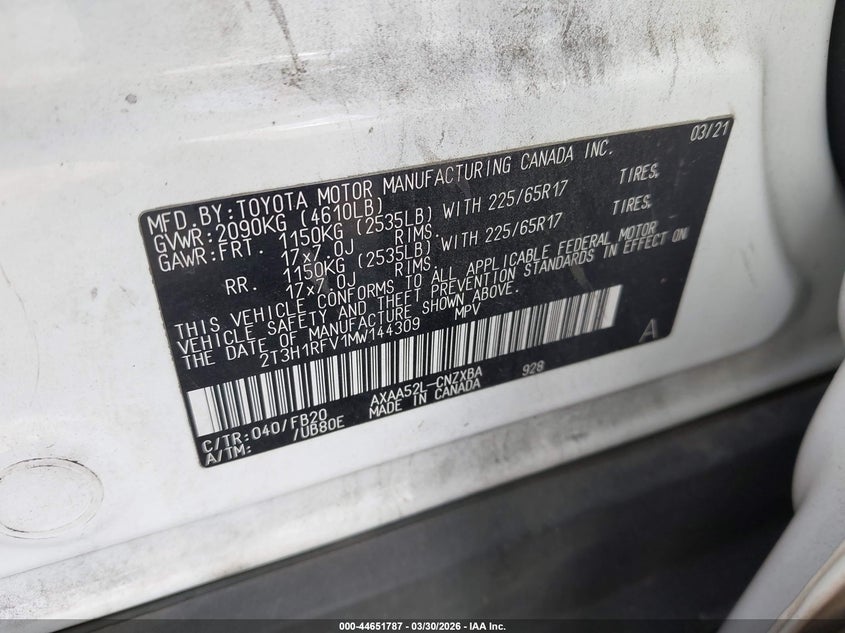 03/21
MFD.BY:TOYOTA MOTOR MANUFACTURING CANADA INC.
GVWR:2090KG (4610LB)
GAWR:FRT. 1150KG (2535LB) WITH 225/65R17 TIRES,
17x7.0J RIMS.
RR. 1150KG (2535LB) WITH 225/65R17 TIRES,
17x7.0J RIMS.
THIS VEHICLE CONFORMS TO ALL APPLICABLE FEDERAL MOTOR
VEHICLE SAFETY AND THEFT PREVENTION STANDARDS IN EFFECT ON
THE DATE OF MANUFACTURE SHOWN ABOVE.
2T3H1RFV1MW144309 MPV
A
C/TR:040/FB20 AXAA52L-CNZXBA 928
A/TM: /UB80E MADE IN CANADA
000-44651787 — 03/30/2026 - IAA Inc.